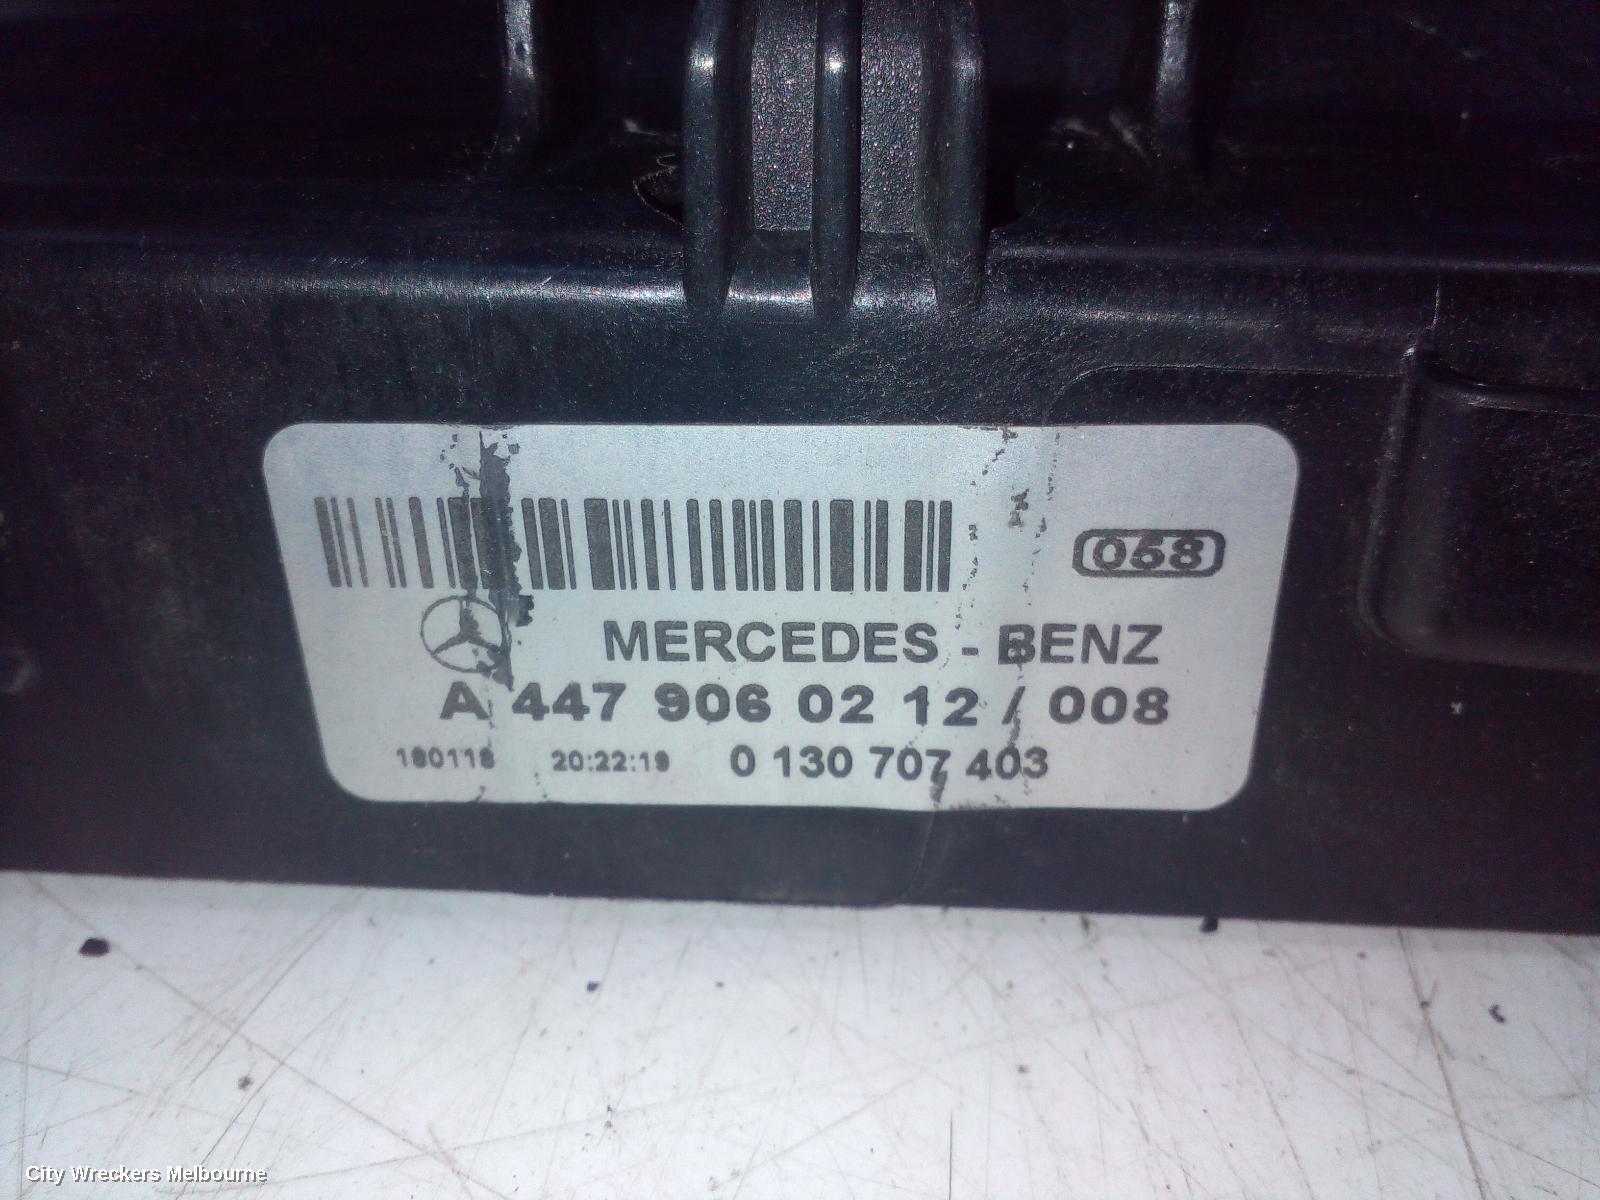 058
MERCEDES - BENZ
A 447 906 02 12 / 008
180118 20:22:19 0 130 707 403
City Wreckers Melbourne